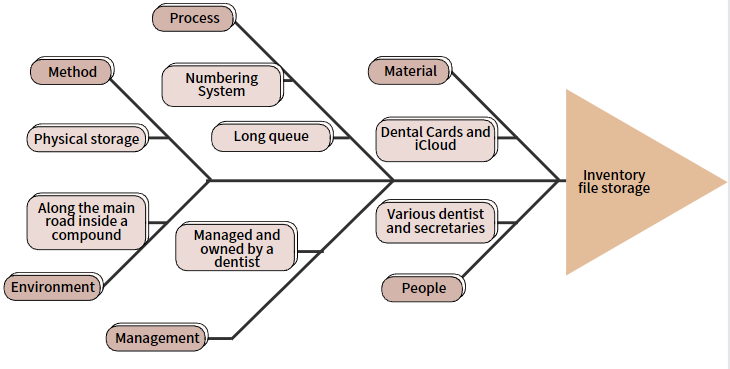 Process
Method
Numbering
System
Material
Physical storage
Long queue
Dental Cards and
iCloud
Inventory
file storage
Along the main
road inside a
compound
Managed and
owned by a
dentist
Various dentist
and secretaries
Environment
People
Management